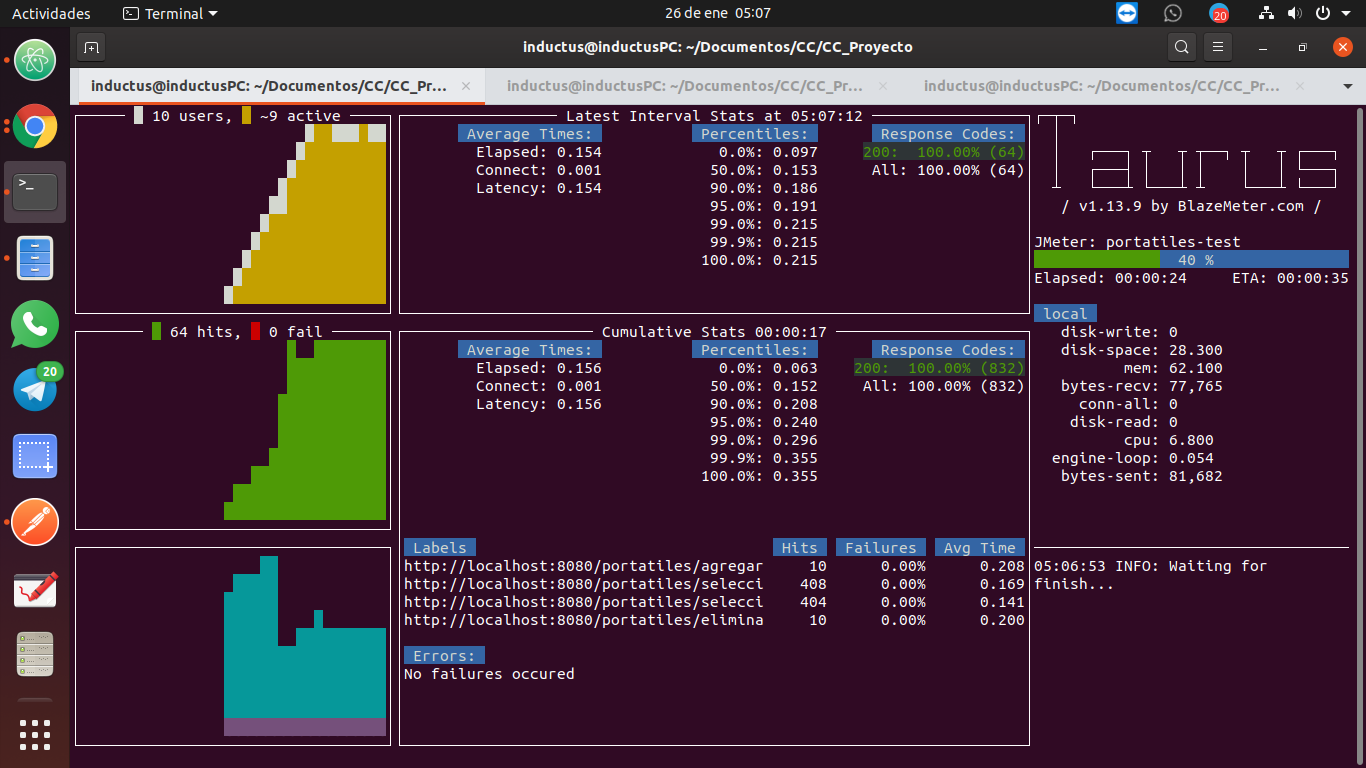 Actividades
Terminal
26 de ene 05:07
20
inductus@inductusPC: ~/Documentos/CC/CC_Proyecto
inductus@inductusPC: ~/Documentos/CC/CC_Pr...
inductus@inductusPC: ~/Documentos/CC/CC_Pr...
inductus@inductusPC: ~/Documentos/CC/CC_Pr...
20
10 users, ~9 active
64 hits, 0 fail
Latest Interval Stats at 05:07:12
Average Times: Percentiles: Response Codes:
Elapsed: 0.154 0.0%: 0.097 200: 100.00% (64)
Connect: 0.001 50.0%: 0.153 All: 100.00% (64)
Latency: 0.154 90.0%: 0.186
95.0%: 0.191
99.0%: 0.215
99.9%: 0.215
100.0%: 0.215
Cumulative Stats 00:00:17
Average Times: Percentiles: Response Codes:
Elapsed: 0.156 0.0%: 0.063 200: 100.00% (832)
Connect: 0.001 50.0%: 0.152 All: 100.00% (832)
Latency: 0.156 90.0%: 0.208
95.0%: 0.240
99.0%: 0.296
99.9%: 0.355
100.0%: 0.355
Labels Hits Failures Avg Time
http://localhost:8080/portatiles/agregar 10 0.00% 0.208
http://localhost:8080/portatiles/selecci 408 0.00% 0.169
http://localhost:8080/portatiles/selecci 404 0.00% 0.141
http://localhost:8080/portatiles/elimina 10 0.00% 0.200
Errors:
No failures occured
Taurus
/ v1.13.9 by BlazeMeter.com /
JMeter: portatiles-test
40 %
Elapsed: 00:00:24 ETA: 00:00:35
local
disk-write: 0
disk-space: 28.300
mem: 62.100
bytes-recv: 77,765
conn-all: 0
disk-read: 0
cpu: 6.800
engine-loop: 0.054
bytes-sent: 81,682
05:06:53 INFO: Waiting for
finish...